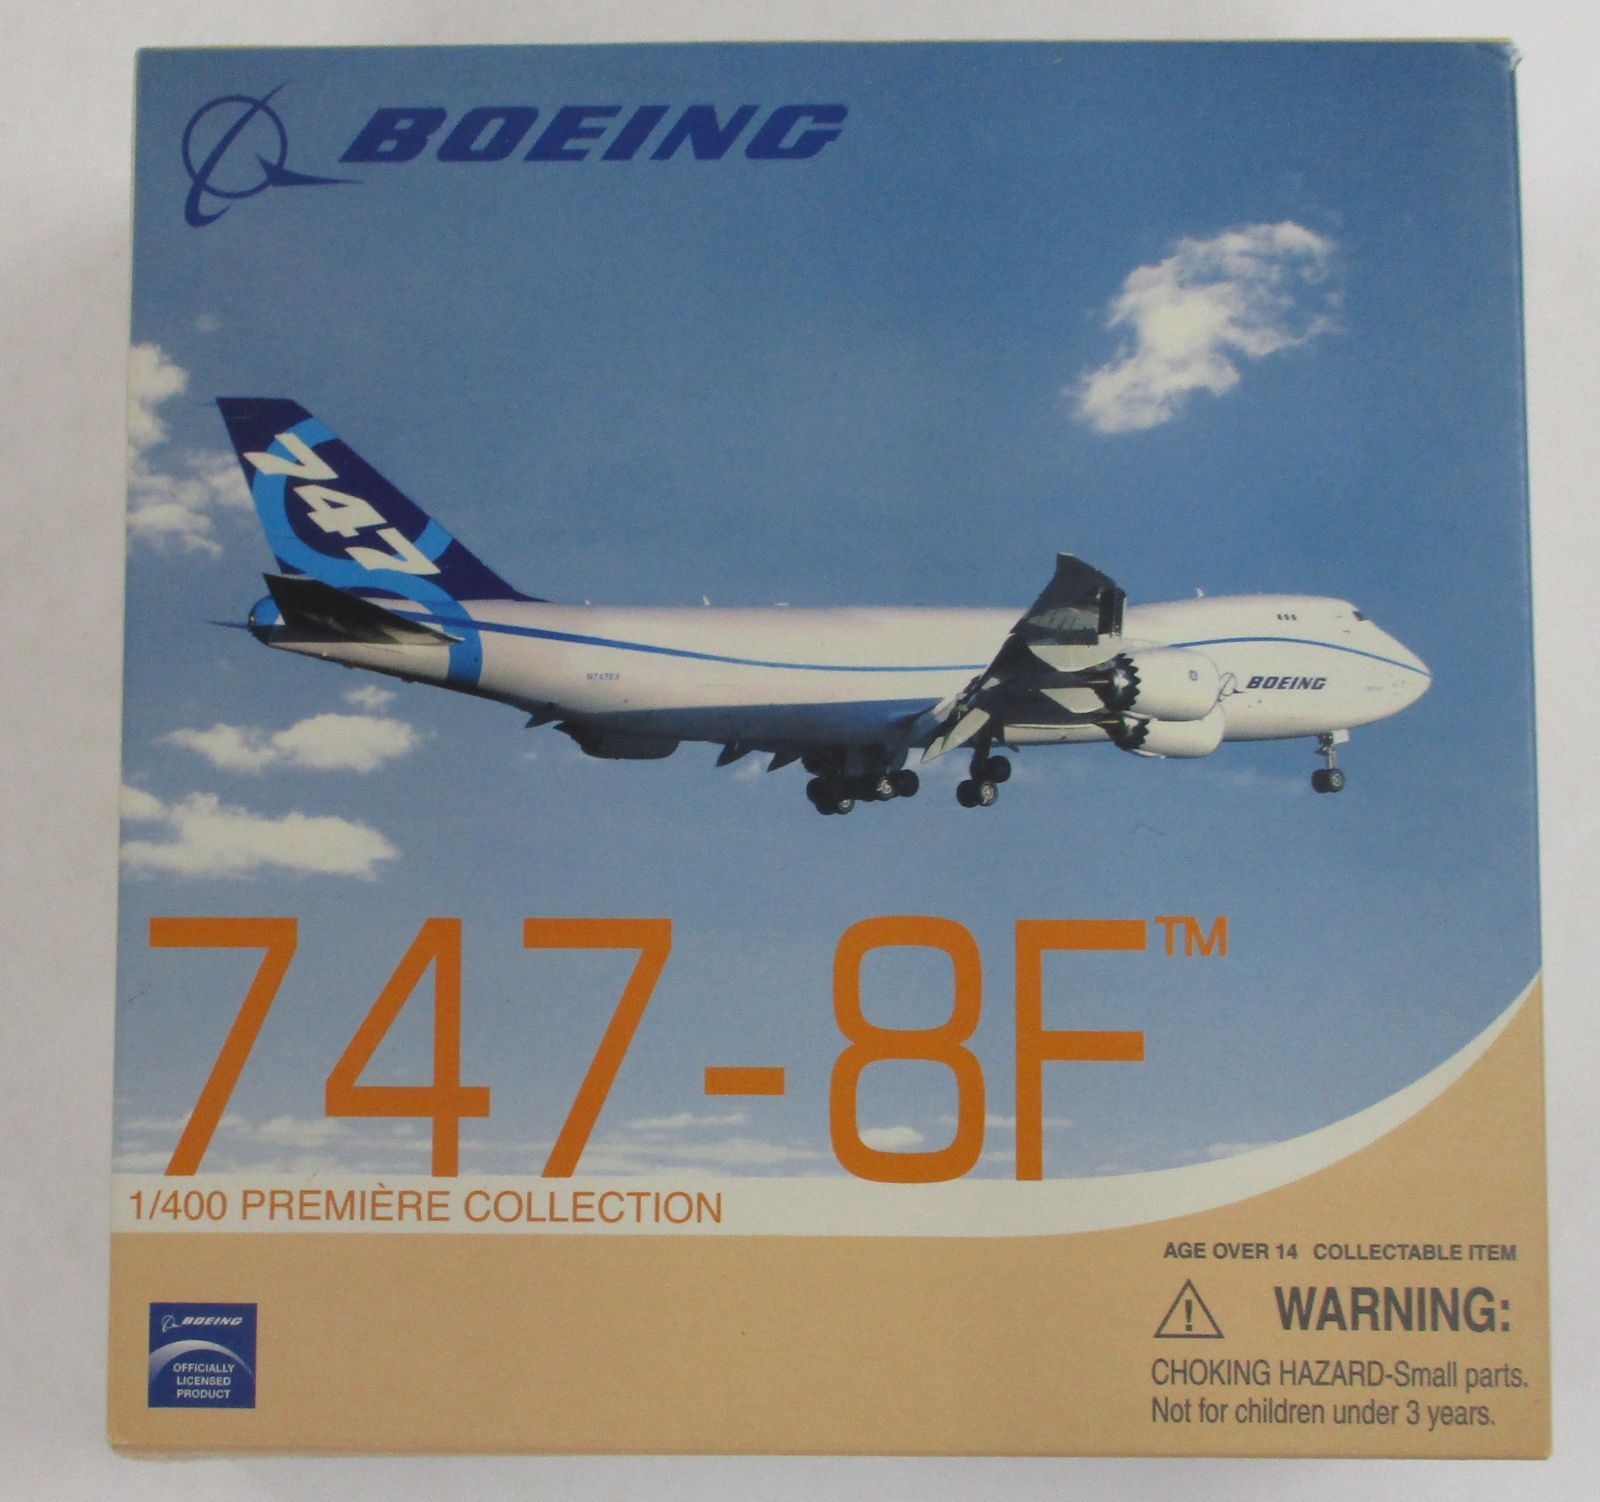 BOEING
747
N747EX
BOEING
747-8F™
1/400 PREMIÈRE COLLECTION
AGE OVER 14 COLLECTABLE ITEM
WARNING:
CHOKING HAZARD-Small parts.
Not for children under 3 years.
BOEING
OFFICIALLY
LICENSED
PRODUCT